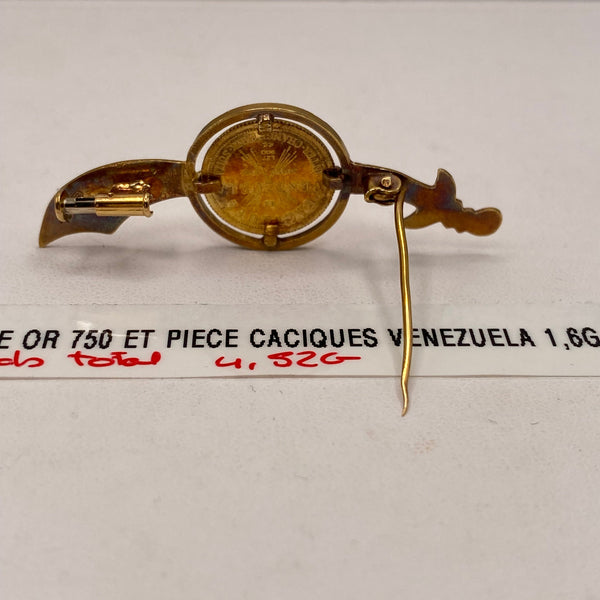 E OR 750 ET PIECE CACIQUES VENEZUELA 1,6G
ds total 4,52G